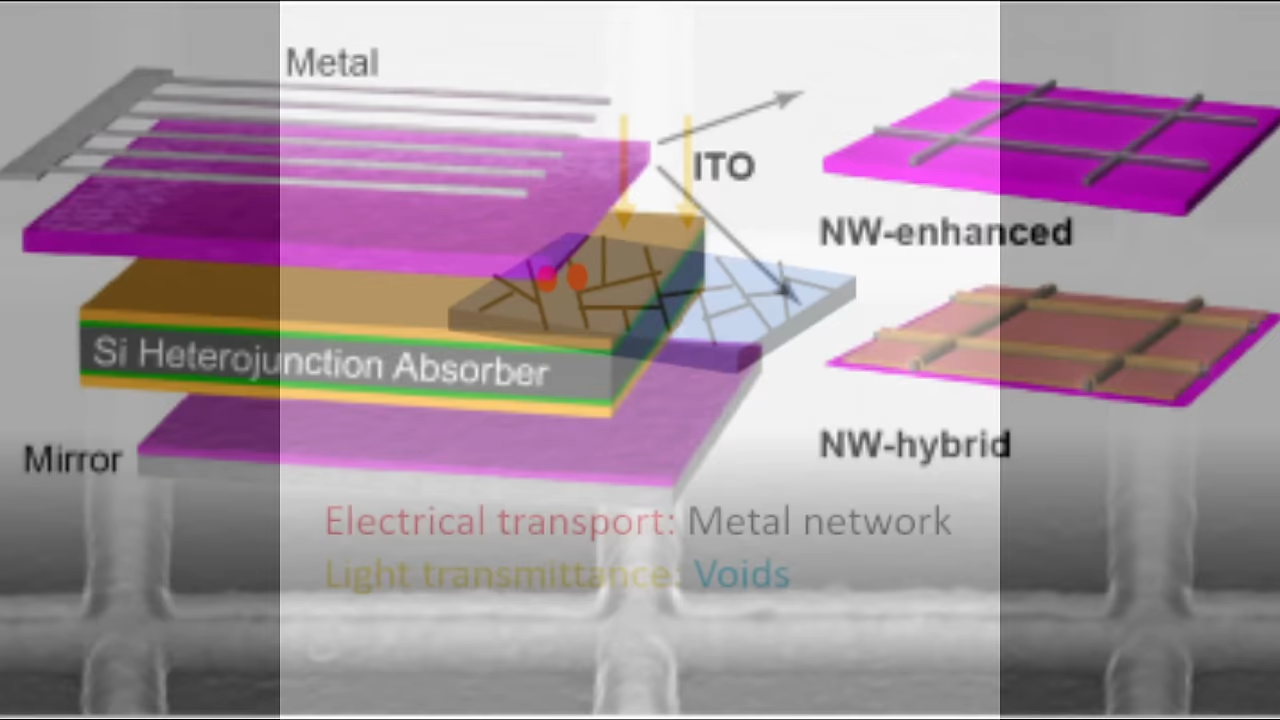 Metal
ITO
NW-enhanced
Si Heterojunction Absorber
NW-hybrid
Mirror
Electrical transport: Metal network
Light transmittance: Voids